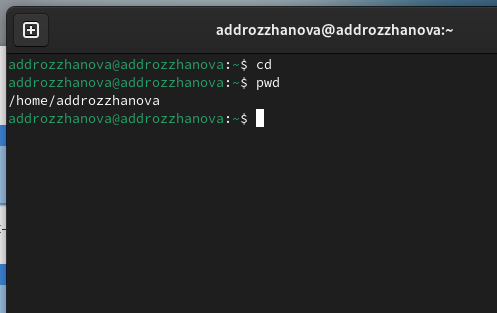 addrozzhanova@addrozzhanova:~
addrozzhanova@addrozzhanova:~$ cd
addrozzhanova@addrozzhanova:~$ pwd
/home/addrozzhanova
addrozzhanova@addrozzhanova:~$